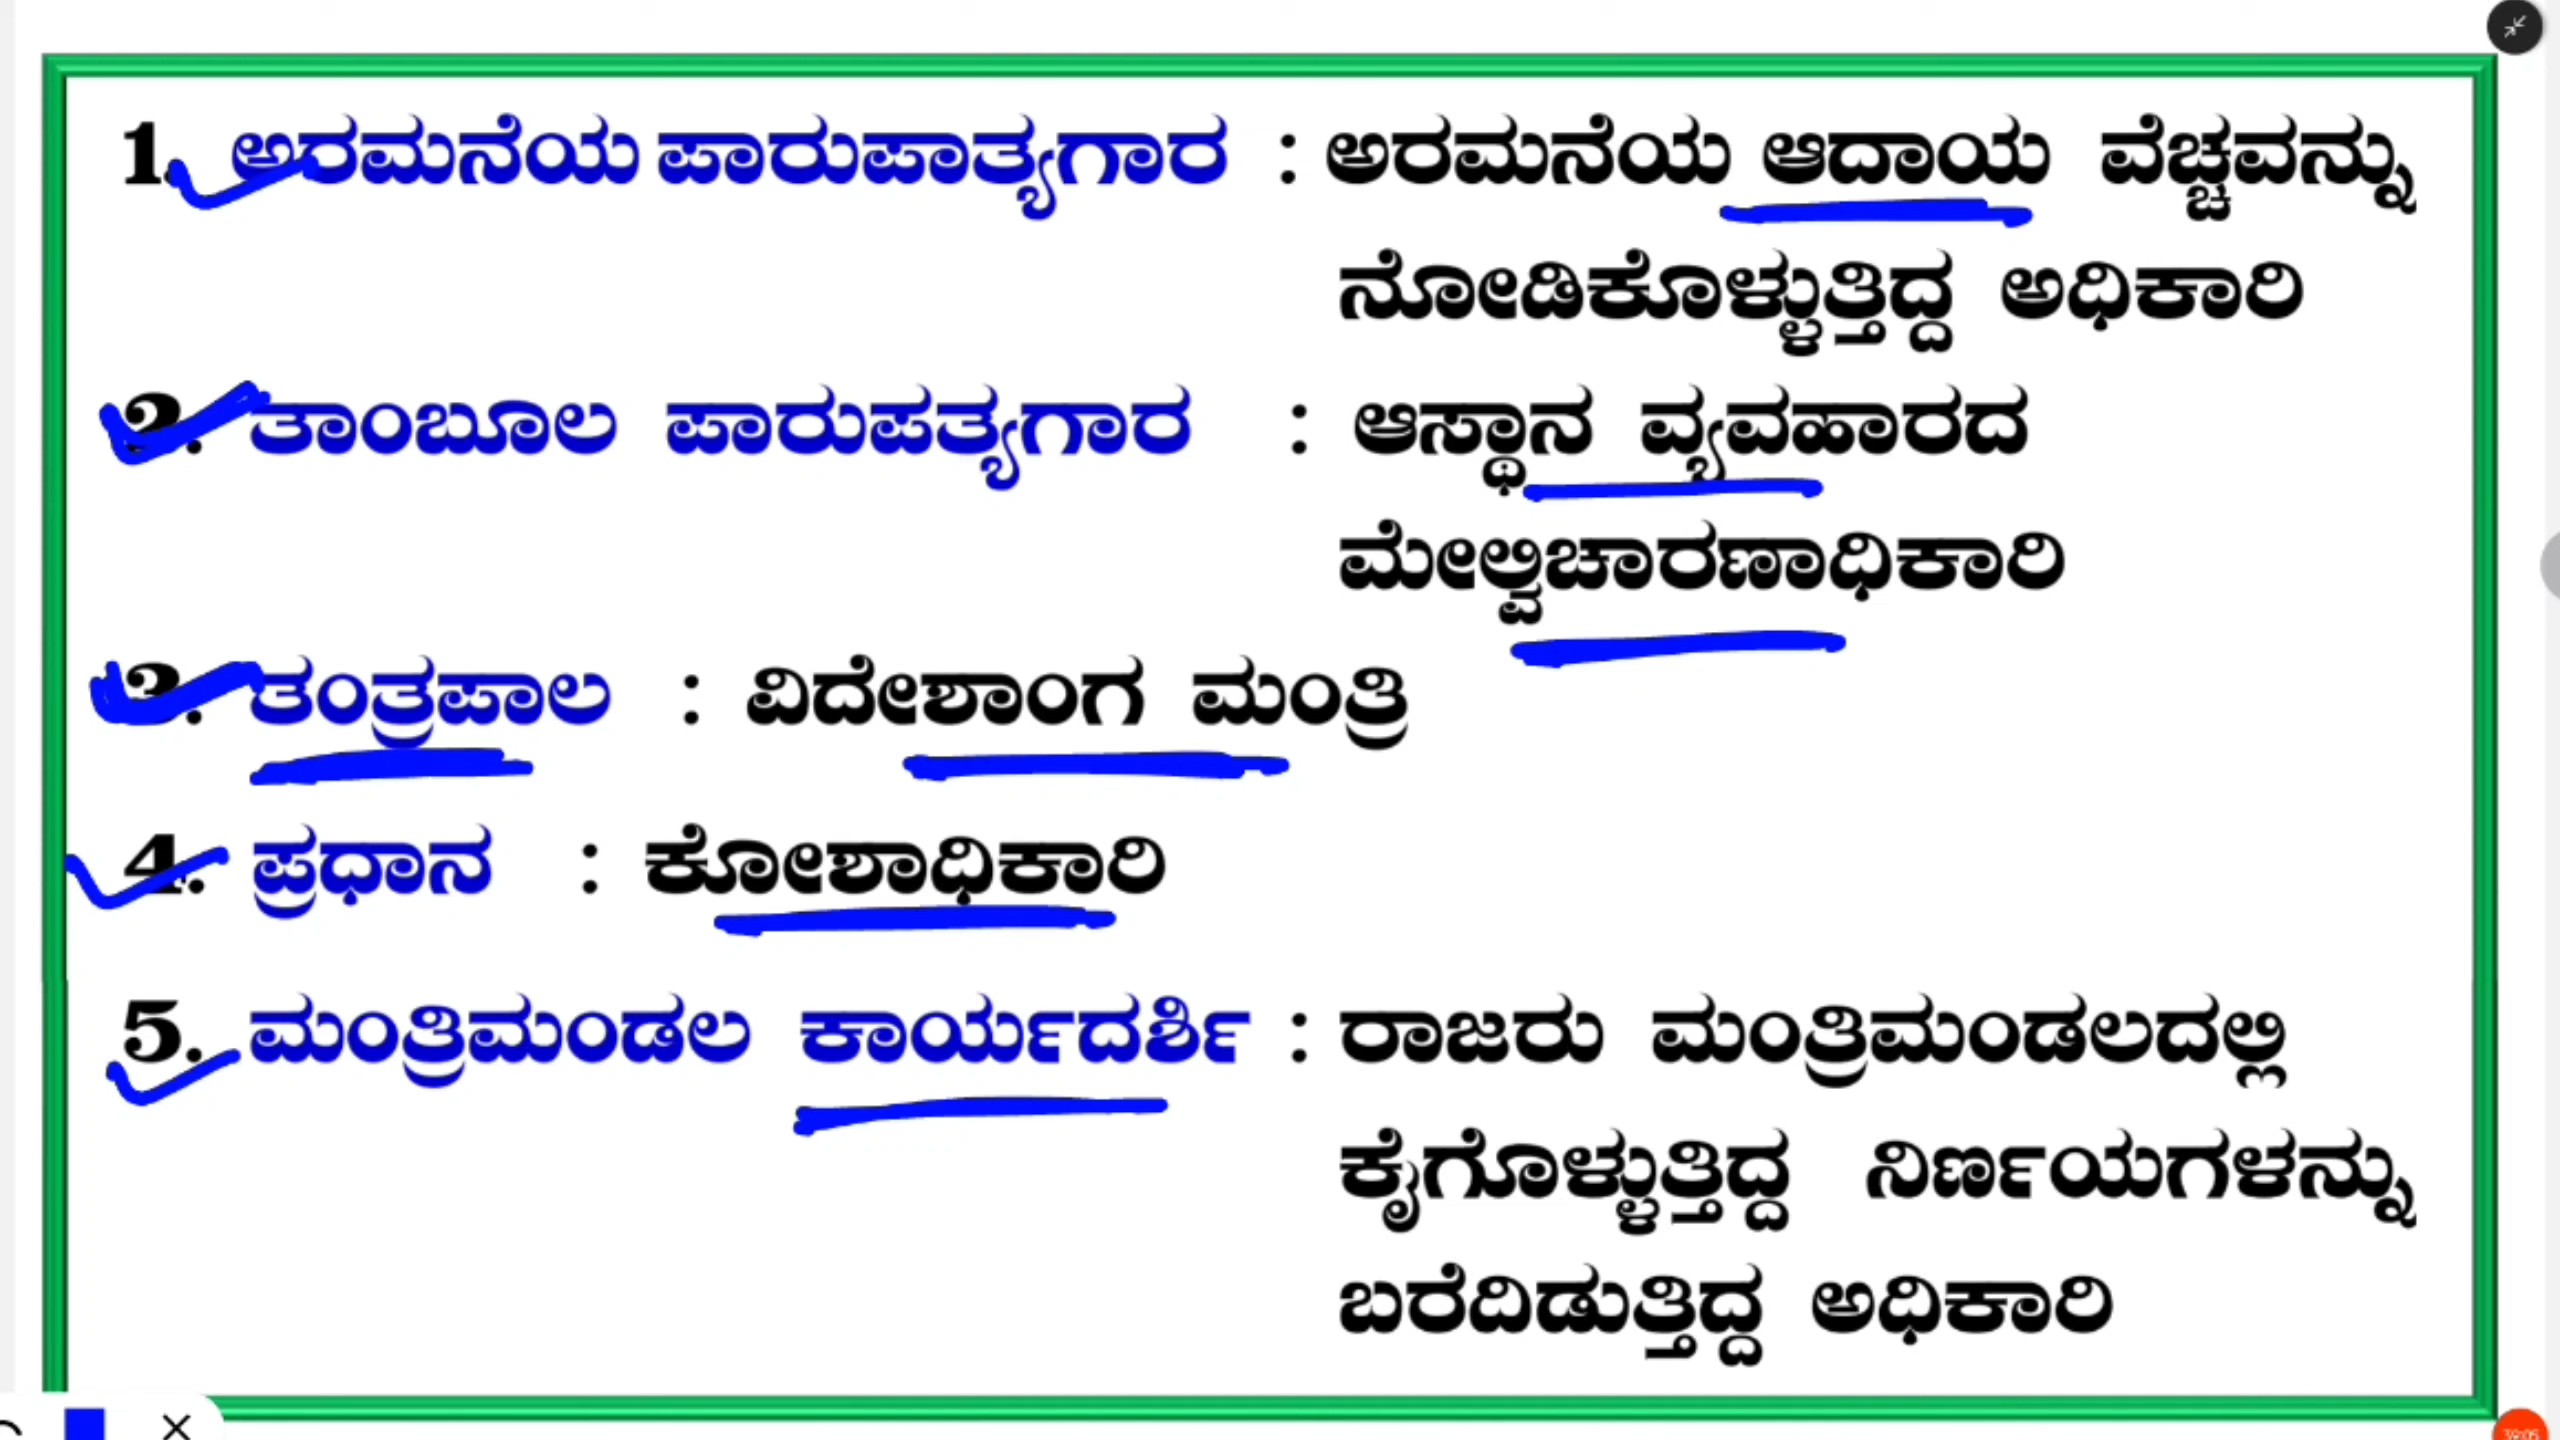 1. ಅರಮನೆಯ ಪಾರುಪಾತ್ಯಗಾರ : ಅರಮನೆಯ ಆದಾಯ ವೆಚ್ಚವನ್ನು
ನೋಡಿಕೊಳ್ಳುತ್ತಿದ್ದ ಅಧಿಕಾರಿ
2. ತಾಂಬೂಲ ಪಾರುಪತ್ಯಗಾರ : ಆಸ್ಥಾನ ವ್ಯವಹಾರದ
ಮೇಲ್ವಿಚಾರಣಾಧಿಕಾರಿ
3. ತಂತ್ರಪಾಲ : ವಿದೇಶಾಂಗ ಮಂತ್ರಿ
4. ಪ್ರಧಾನ : ಕೋಶಾಧಿಕಾರಿ
5. ಮಂತ್ರಿಮಂಡಲ ಕಾರ್ಯದರ್ಶಿ : ರಾಜರು ಮಂತ್ರಿಮಂಡಲದಲ್ಲಿ
ಕೈಗೊಳ್ಳುತ್ತಿದ್ದ ನಿರ್ಣಯಗಳನ್ನು
ಬರೆದಿಡುತ್ತಿದ್ದ ಅಧಿಕಾರಿ